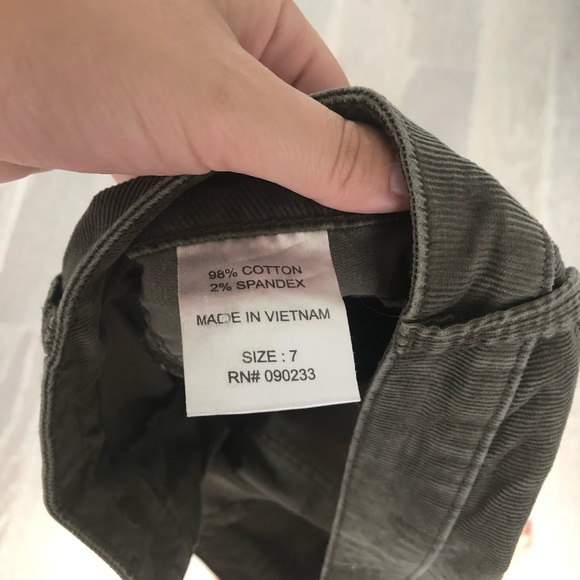 98% COTTON
2% SPANDEX
MADE IN VIETNAM
SIZE : 7
RN# 090233